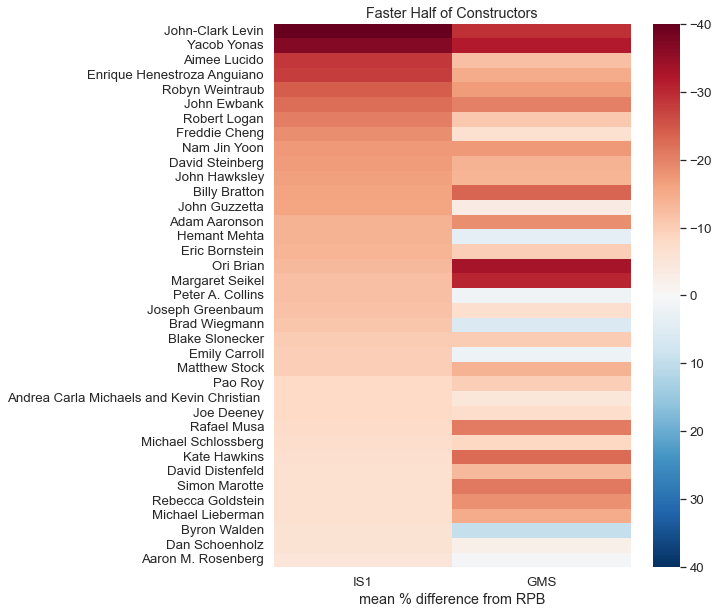 Faster Half of Constructors
John-Clark Levin
Yacob Yonas
Aimee Lucido
Enrique Henestroza Anguiano
Robyn Weintraub
John Ewbank
Robert Logan
Freddie Cheng
Nam Jin Yoon
David Steinberg
John Hawksley
Billy Bratton
John Guzzetta
Adam Aaronson
Hemant Mehta
Eric Bornstein
Ori Brian
Margaret Seikel
Peter A. Collins
Joseph Greenbaum
Brad Wiegmann
Blake Slonecker
Emily Carroll
Matthew Stock
Pao Roy
Andrea Carla Michaels and Kevin Christian
Joe Deeney
Rafael Musa
Michael Schlossberg
Kate Hawkins
David Distenfeld
Simon Marotte
Rebecca Goldstein
Michael Lieberman
Byron Walden
Dan Schoenholz
Aaron M. Rosenberg
IS1 GMS
mean % difference from RPB
−40
−30
−20
−10
0
10
20
30
40